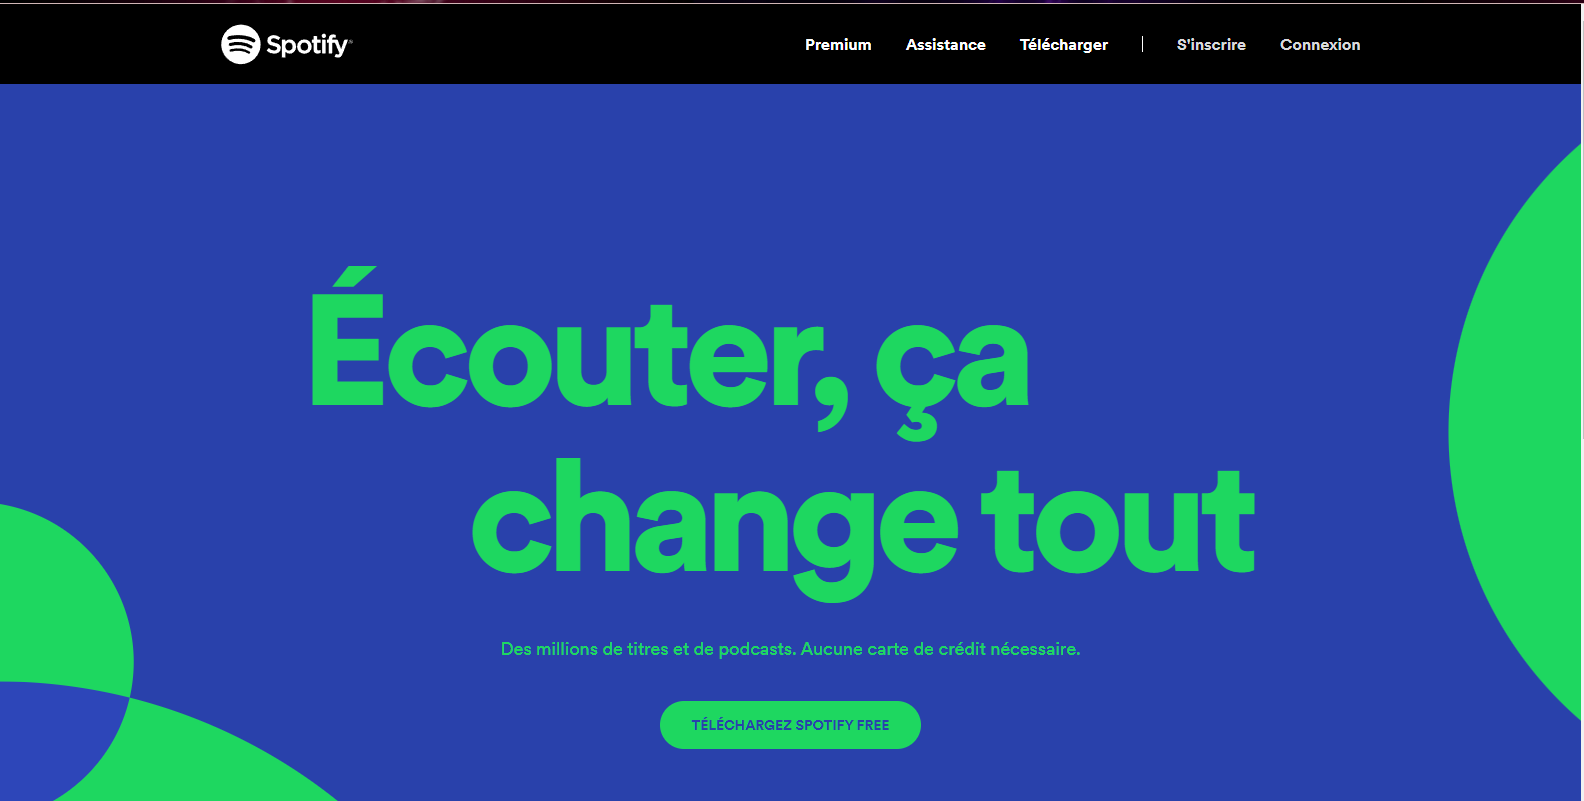 Spotify®
Premium Assistance Télécharger | S'inscrire Connexion
Écouter, ça
change tout
Des millions de titres et de podcasts. Aucune carte de crédit nécessaire.
TÉLÉCHARGEZ SPOTIFY FREE